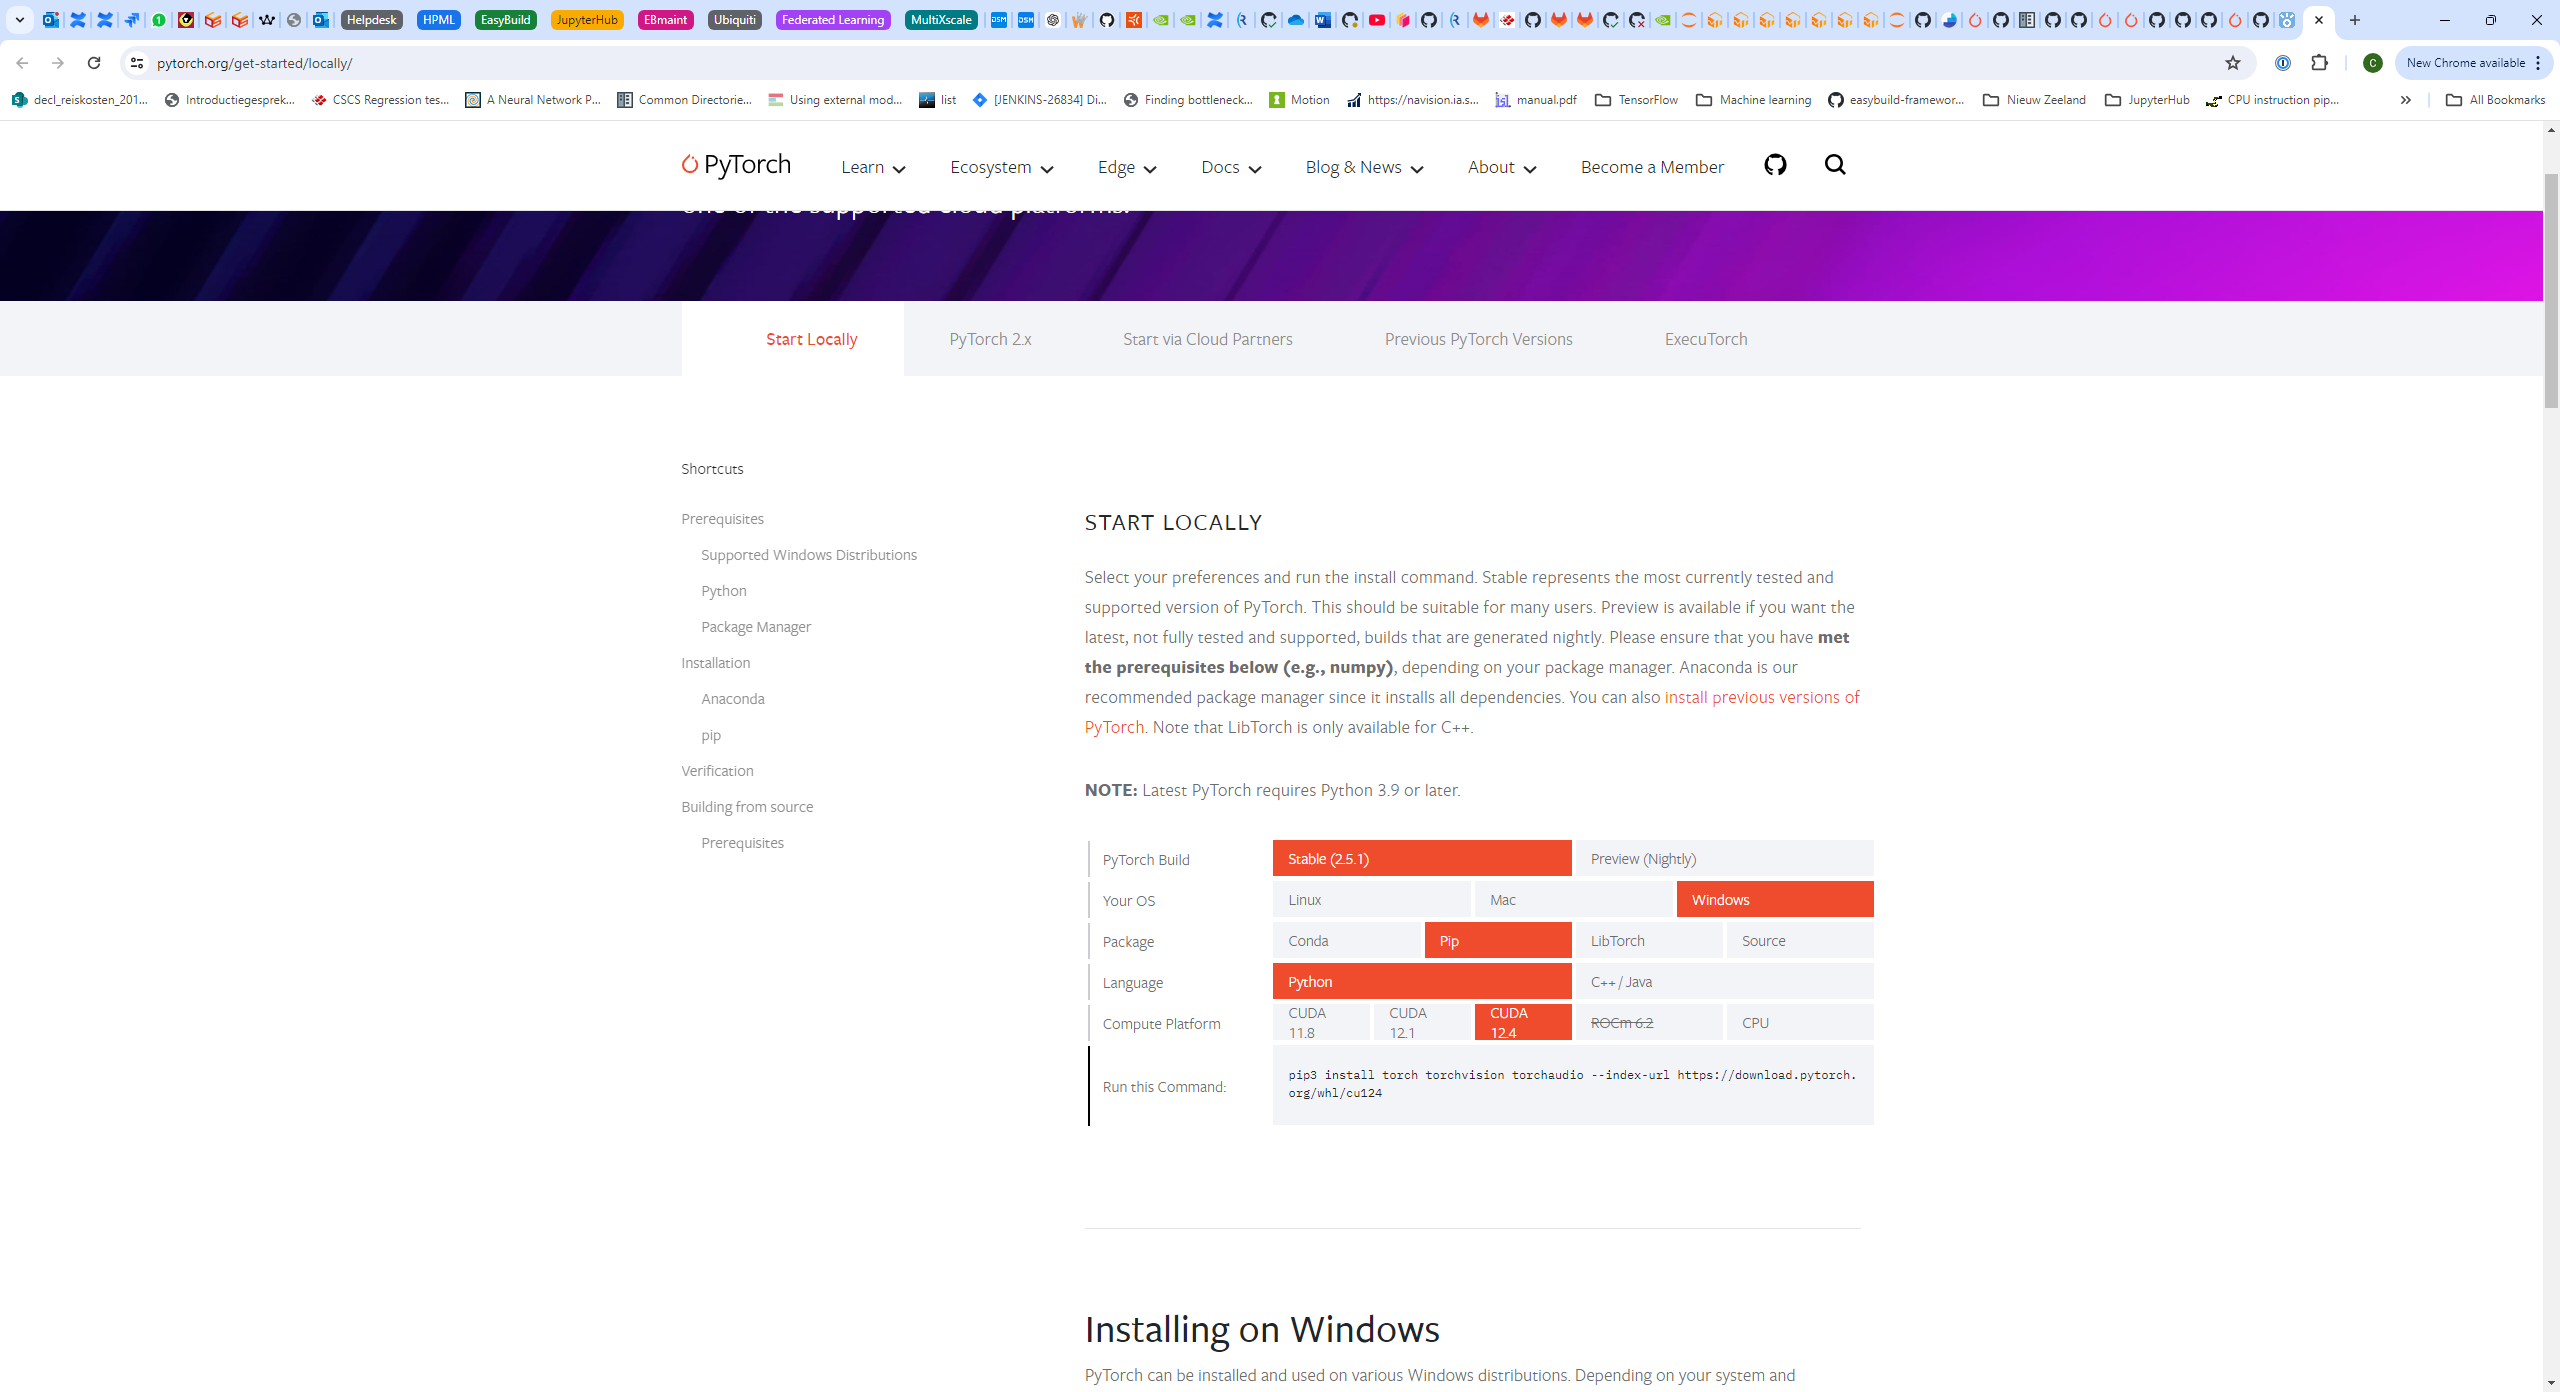 Helpdesk HPML EasyBuild JupyterHub EBmaint Ubiquiti Federated Learning MultiXscale
pytorch.org/get-started/locally/
C New Chrome available
decl_reiskosten_201... Introductiegesprek... CSCS Regression tes... A Neural Network P... Common Directorie... Using external mod... list [JENKINS-26834] Di... Finding bottleneck... Motion https://navision.ia.s... manual.pdf TensorFlow Machine learning easybuild-framewor... Nieuw Zeeland JupyterHub CPU instruction pip... All Bookmarks
PyTorch Learn Ecosystem Edge Docs Blog & News About Become a Member
one of the supported cloud platforms.
Start Locally PyTorch 2.x Start via Cloud Partners Previous PyTorch Versions ExecuTorch
Shortcuts
Prerequisites
Supported Windows Distributions
Python
Package Manager
Installation
Anaconda
pip
Verification
Building from source
Prerequisites
START LOCALLY
Select your preferences and run the install command. Stable represents the most currently tested and
supported version of PyTorch. This should be suitable for many users. Preview is available if you want the
latest, not fully tested and supported, builds that are generated nightly. Please ensure that you have met
the prerequisites below (e.g., numpy), depending on your package manager. Anaconda is our
recommended package manager since it installs all dependencies. You can also install previous versions of
PyTorch. Note that LibTorch is only available for C++.
NOTE: Latest PyTorch requires Python 3.9 or later.
PyTorch Build Stable (2.5.1) Preview (Nightly)
Your OS Linux Mac Windows
Package Conda Pip LibTorch Source
Language Python C++ / Java
Compute Platform CUDA 11.8 CUDA 12.1 CUDA 12.4 ROCm 6.2 CPU
Run this Command:
pip3 install torch torchvision torchaudio --index-url https://download.pytorch.
org/whl/cu124
Installing on Windows
PyTorch can be installed and used on various Windows distributions. Depending on your system and